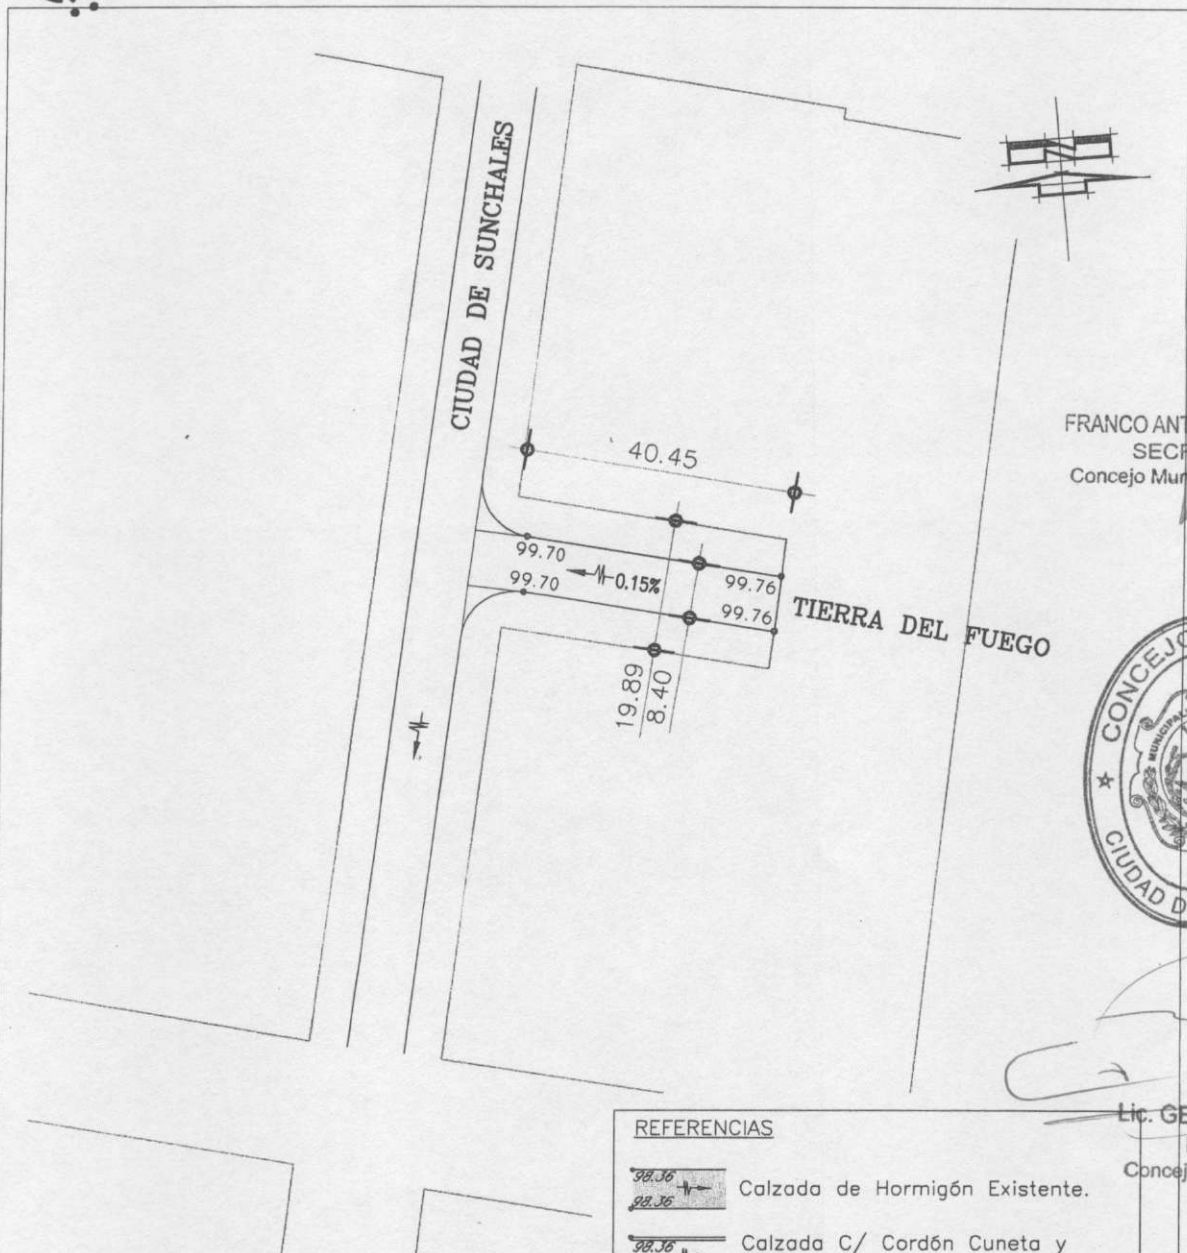 CIUDAD DE SUNCHALES
40.45
99.70
99.70
0.15%
99.76
99.76
TIERRA DEL FUEGO
19.89
8.40
FRANCO ANT
SECR
Concejo Mun
CONCEJO
MUNICIPAL
CIUDAD D
Lic. GE
Concej
REFERENCIAS
98.36
98.36
Calzada de Hormigón Existente.
98.36
Calzada C/ Cordón Cuneta y